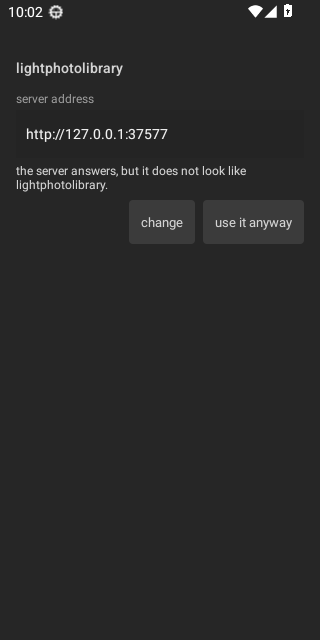 10:02
lightphotolibrary
server address
http://127.0.0.1:37577
the server answers, but it does not look like
lightphotolibrary.
change
use it anyway